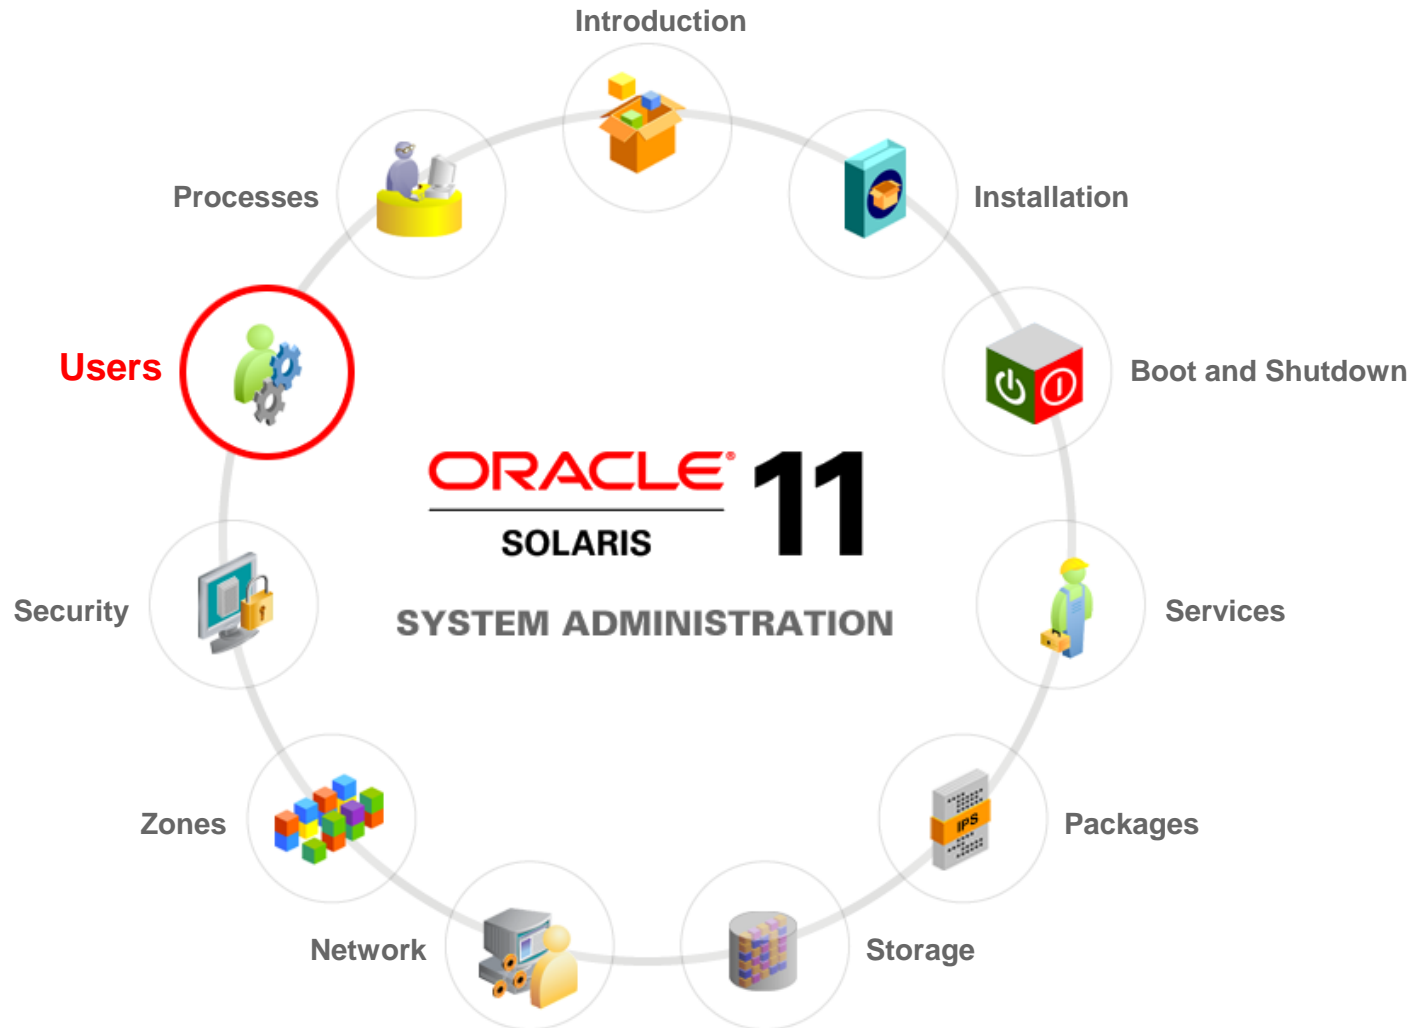 Introduction
Processes
Installation
Users
Boot and Shutdown
ORACLE® 11
SOLARIS
SYSTEM ADMINISTRATION
Security
Services
Zones
IPS
Packages
Network
Storage